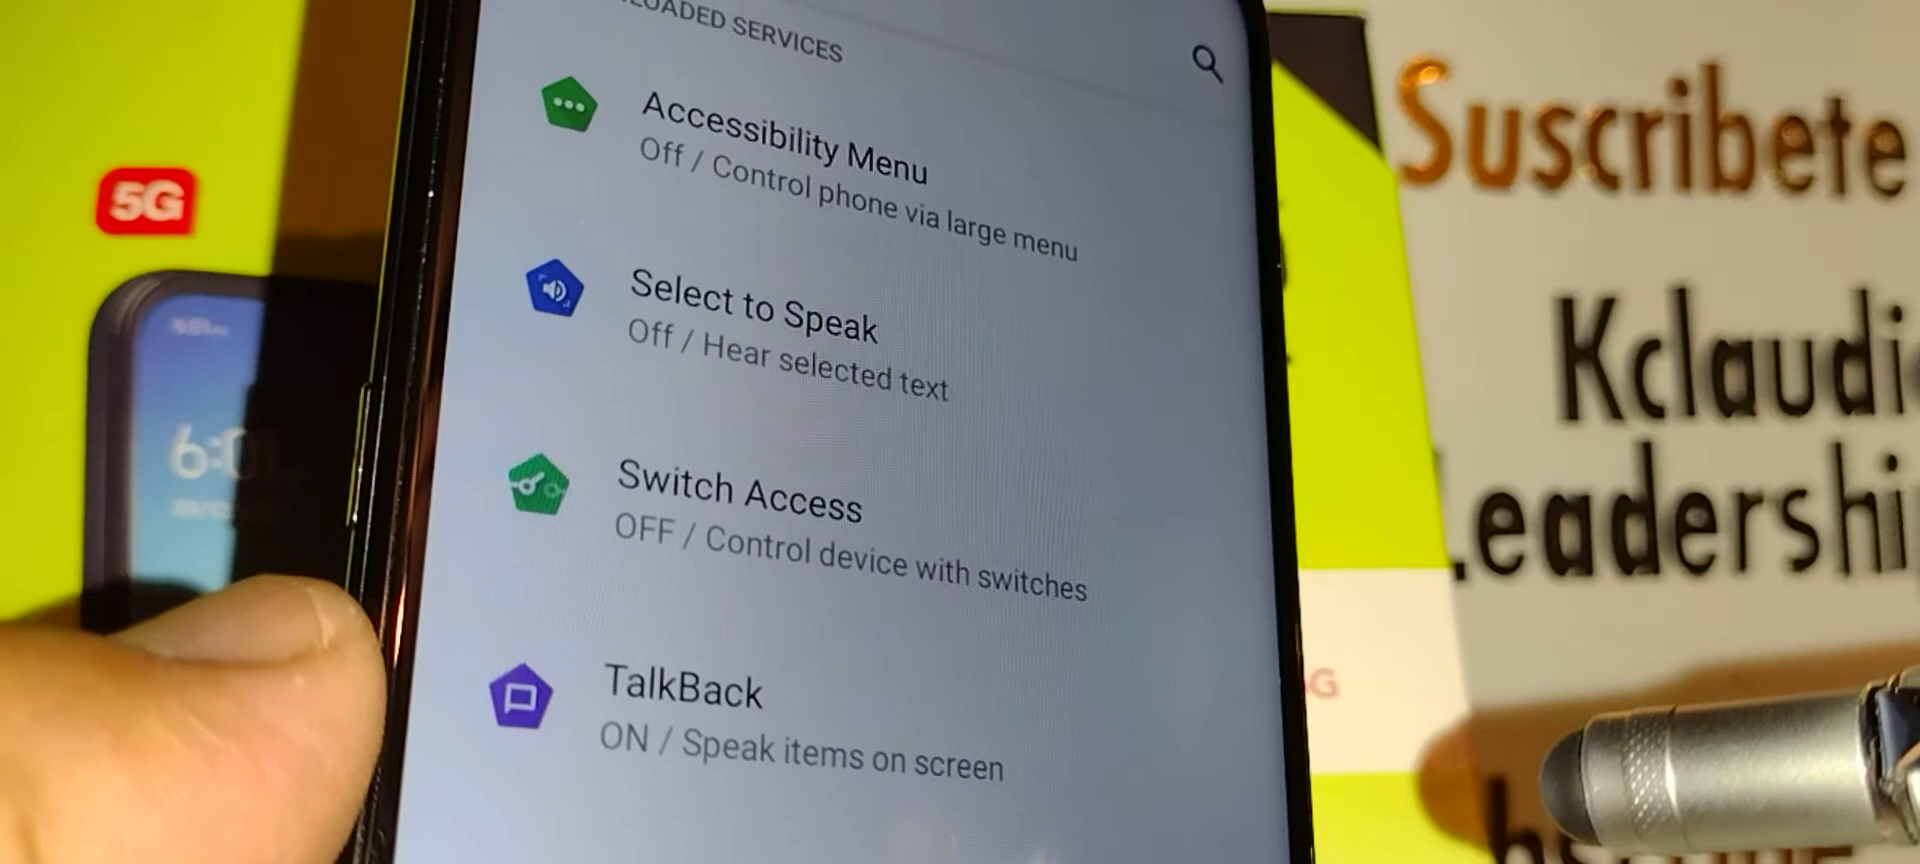 SERVICES
Accessibility Menu
Off / Control phone via large menu
Select to Speak
Off / Hear selected text
Switch Access
OFF / Control device with switches
TalkBack
ON / Speak items on screen
5G
Suscribete